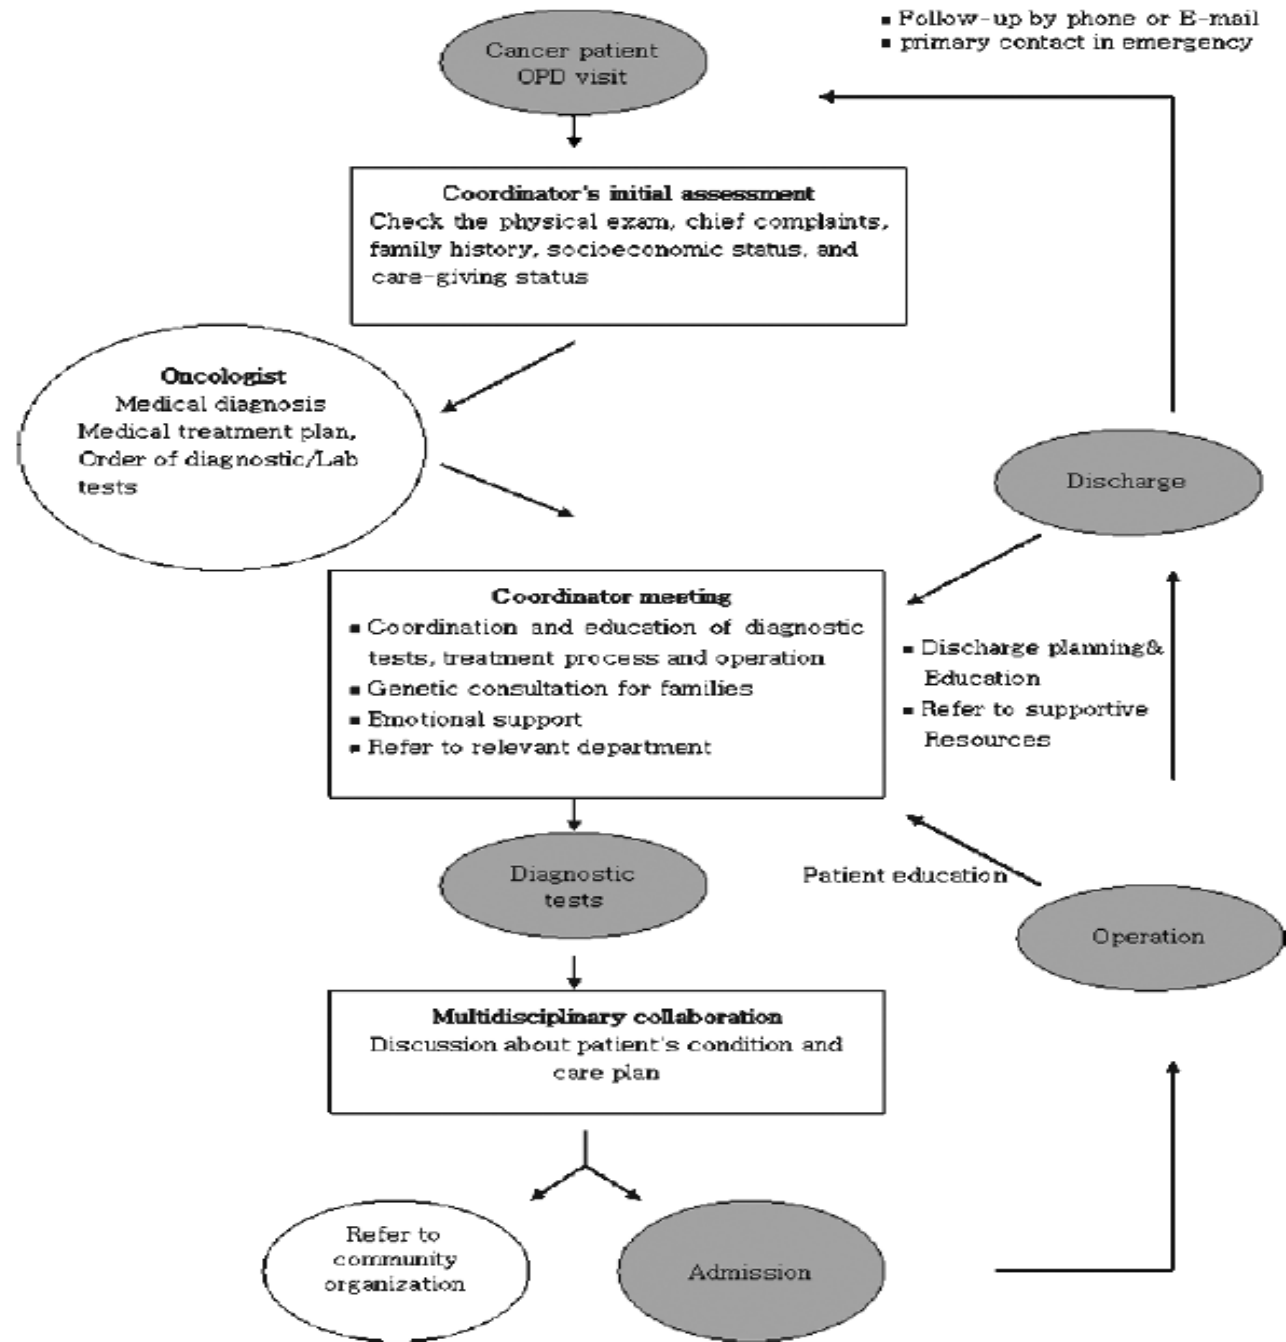 ▪ Follow-up by phone or E-mail
▪ primary contact in emergency
Cancer patient
OPD visit
Coordinator's initial assessment
Check the physical exam, chief complaints,
family history, socioeconomic status, and
care-giving status
Oncologist
Medical diagnosis
Medical treatment plan,
Order of diagnostic/Lab
tests
Discharge
Coordinator meeting
▪ Coordination and education of diagnostic
tests, treatment process and operation
▪ Genetic consultation for families
▪ Emotional support
▪ Refer to relevant department
▪ Discharge planning&
Education
▪ Refer to supportive
Resources
Diagnostic
tests
Patient education
Operation
Multidisciplinary collaboration
Discussion about patient's condition and
care plan
Refer to
community
organization
Admission